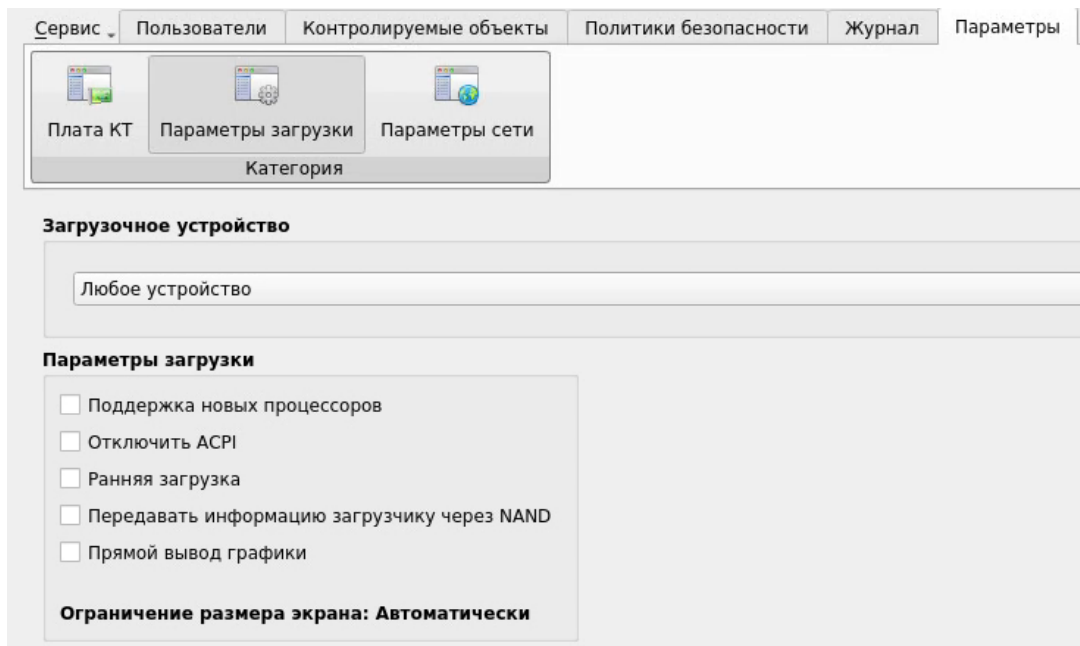 Сервис Пользователи Контролируемые объекты Политики безопасности Журнал Параметры
Плата КТ Параметры загрузки Параметры сети
Категория
Загрузочное устройство
Любое устройство
Параметры загрузки
Поддержка новых процессоров
Отключить ACPI
Ранняя загрузка
Передавать информацию загрузчику через NAND
Прямой вывод графики
Ограничение размера экрана: Автоматически